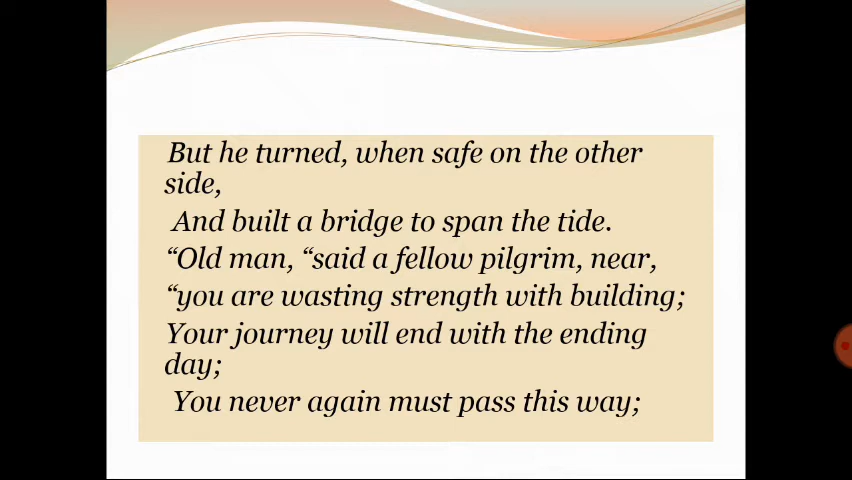 But he turned, when safe on the other
side,
And built a bridge to span the tide.
“Old man, “said a fellow pilgrim, near,
“you are wasting strength with building;
Your journey will end with the ending
day;
You never again must pass this way;